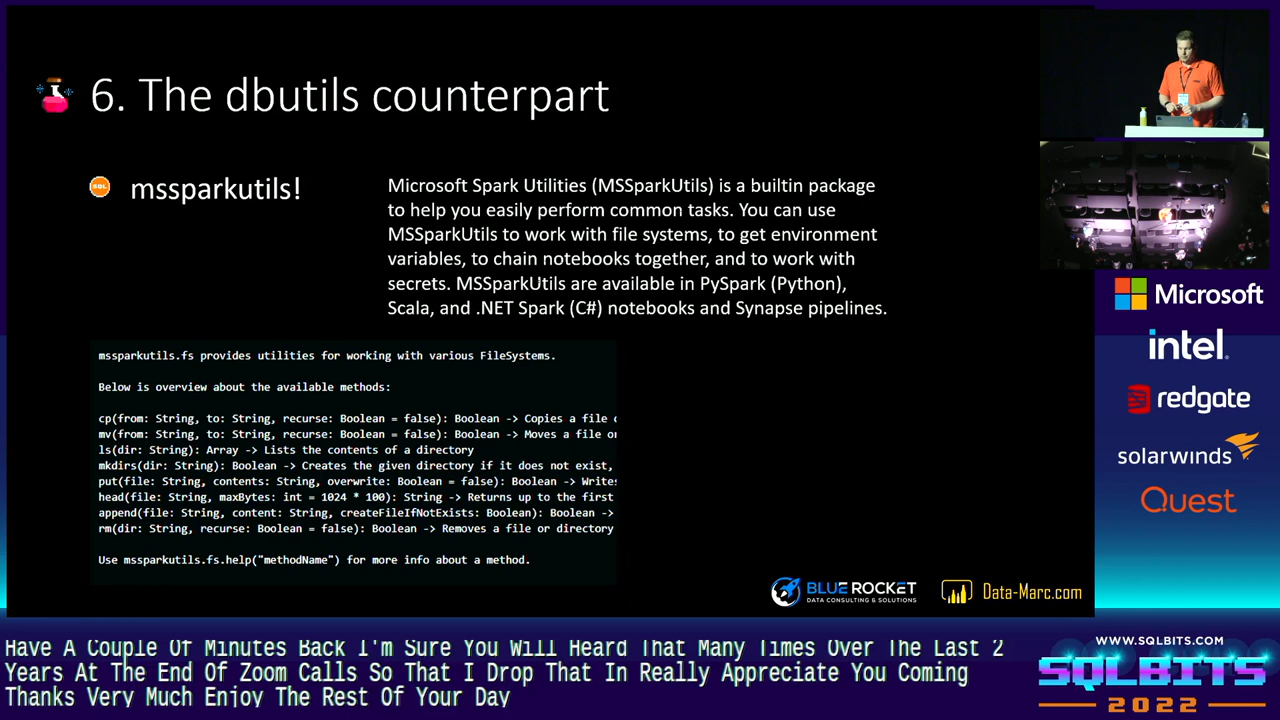 6. The dbutils counterpart
SQL
mssparkutils!
Microsoft Spark Utilities (MSSparkUtils) is a builtin package
to help you easily perform common tasks. You can use
MSSparkUtils to work with file systems, to get environment
variables, to chain notebooks together, and to work with
secrets. MSSparkUtils are available in PySpark (Python),
Scala, and .NET Spark (C#) notebooks and Synapse pipelines.
mssparkutils.fs provides utilities for working with various FileSystems.
Below is overview about the available methods:
cp(from: String, to: String, recurse: Boolean = false): Boolean -> Copies a file
mv(from: String, to: String, recurse: Boolean = false): Boolean -> Moves a file
ls(dir: String): Array -> Lists the contents of a directory
mkdirs(dir: String): Boolean -> Creates the given directory if it does not exist,
put(file: String, contents: String, overwrite: Boolean = false): Boolean -> Writes
head(file: String, maxBytes: int = 1024 * 100): String -> Returns up to the first
append(file: String, content: String, createFileIfNotExists: Boolean): Boolean ->
rm(dir: String, recurse: Boolean = false): Boolean -> Removes a file or directory
Use mssparkutils.fs.help("methodName") for more info about a method.
BLUE ROCKET
DATA CONSULTING & SOLUTIONS
Data-Marc.com
Microsoft
intel.
redgate
solarwinds
Quest
WWW.SQLBITS.COM
SQLBITS
2022
Have A Couple Of Minutes Back I'm Sure You Will Heard That Many Times Over The Last 2
Years At The End Of Zoom Calls So That I Drop That In Really Appreciate You Coming
Thanks Very Much Enjoy The Rest Of Your Day